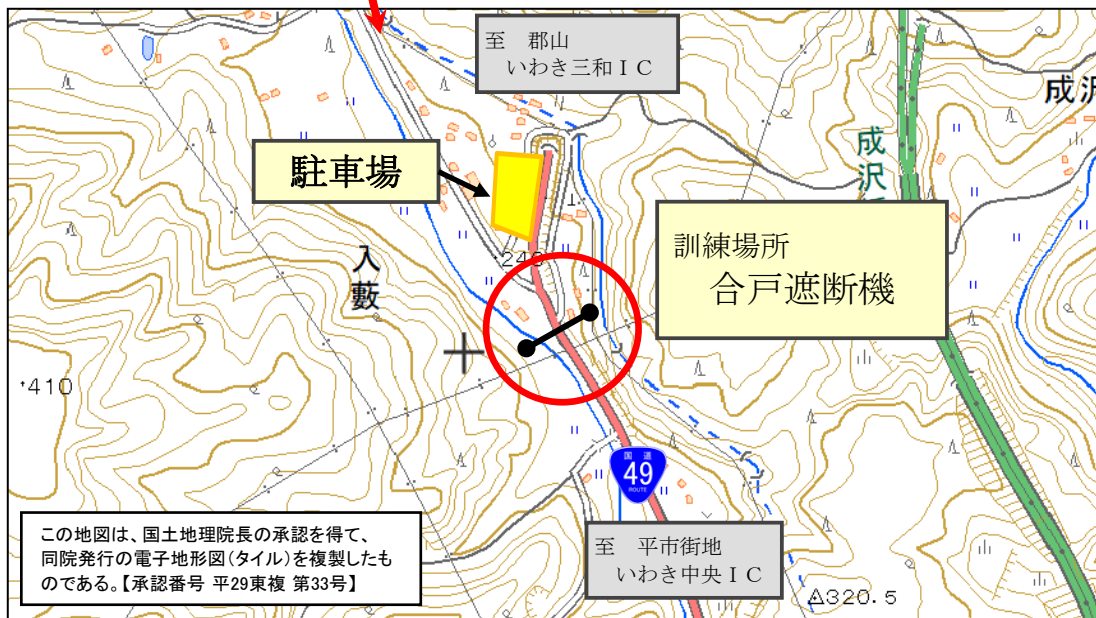 至　郡山
いわき三和ＩＣ
成沢
成沢
駐車場
訓練場所
合戸遮断機
入藪
・410
国道
49
ROUTE
この地図は、国土地理院長の承認を得て、
同院発行の電子地形図(タイル)を複製したも
のである。【承認番号 平29東複 第33号】
至　平市街地
いわき中央ＩＣ
320.5